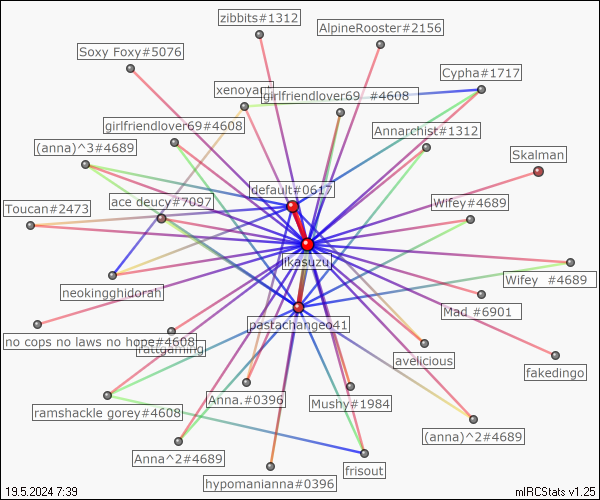 zibbits#1312
AlpineRooster#2156
Soxy Foxy#5076
Cypha#1717
xenoyar
girlfriendlover69 #4608
girlfriendlover69#4608
Annarchist#1312
(anna)^3#4689
Skalman
default#0617
ace deucy#7097
Wifey#4689
Toucan#2473
likasuzu
neokingghidorah
Wifey #4689
Mad #6901
pastachangeo41
no cops no laws no hope#4608
rattgaming
avelicious
fakedingo
Anna.#0396
Mushy#1984
ramshackle gorey#4608
(anna)^2#4689
Anna^2#4689
frisout
hypomanianna#0396
19.5.2024 7:39
mIRCStats v1.25